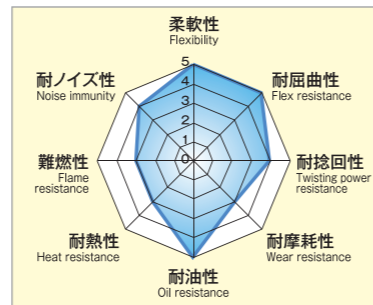 柔軟性
Flexibility
5
4
3
2
1
0
耐ノイズ性
Noise immunity
耐屈曲性
Flex resistance
難燃性
Flame
resistance
耐捻回性
Twisting power
resistance
耐熱性
Heat resistance
耐摩耗性
Wear resistance
耐油性
Oil resistance